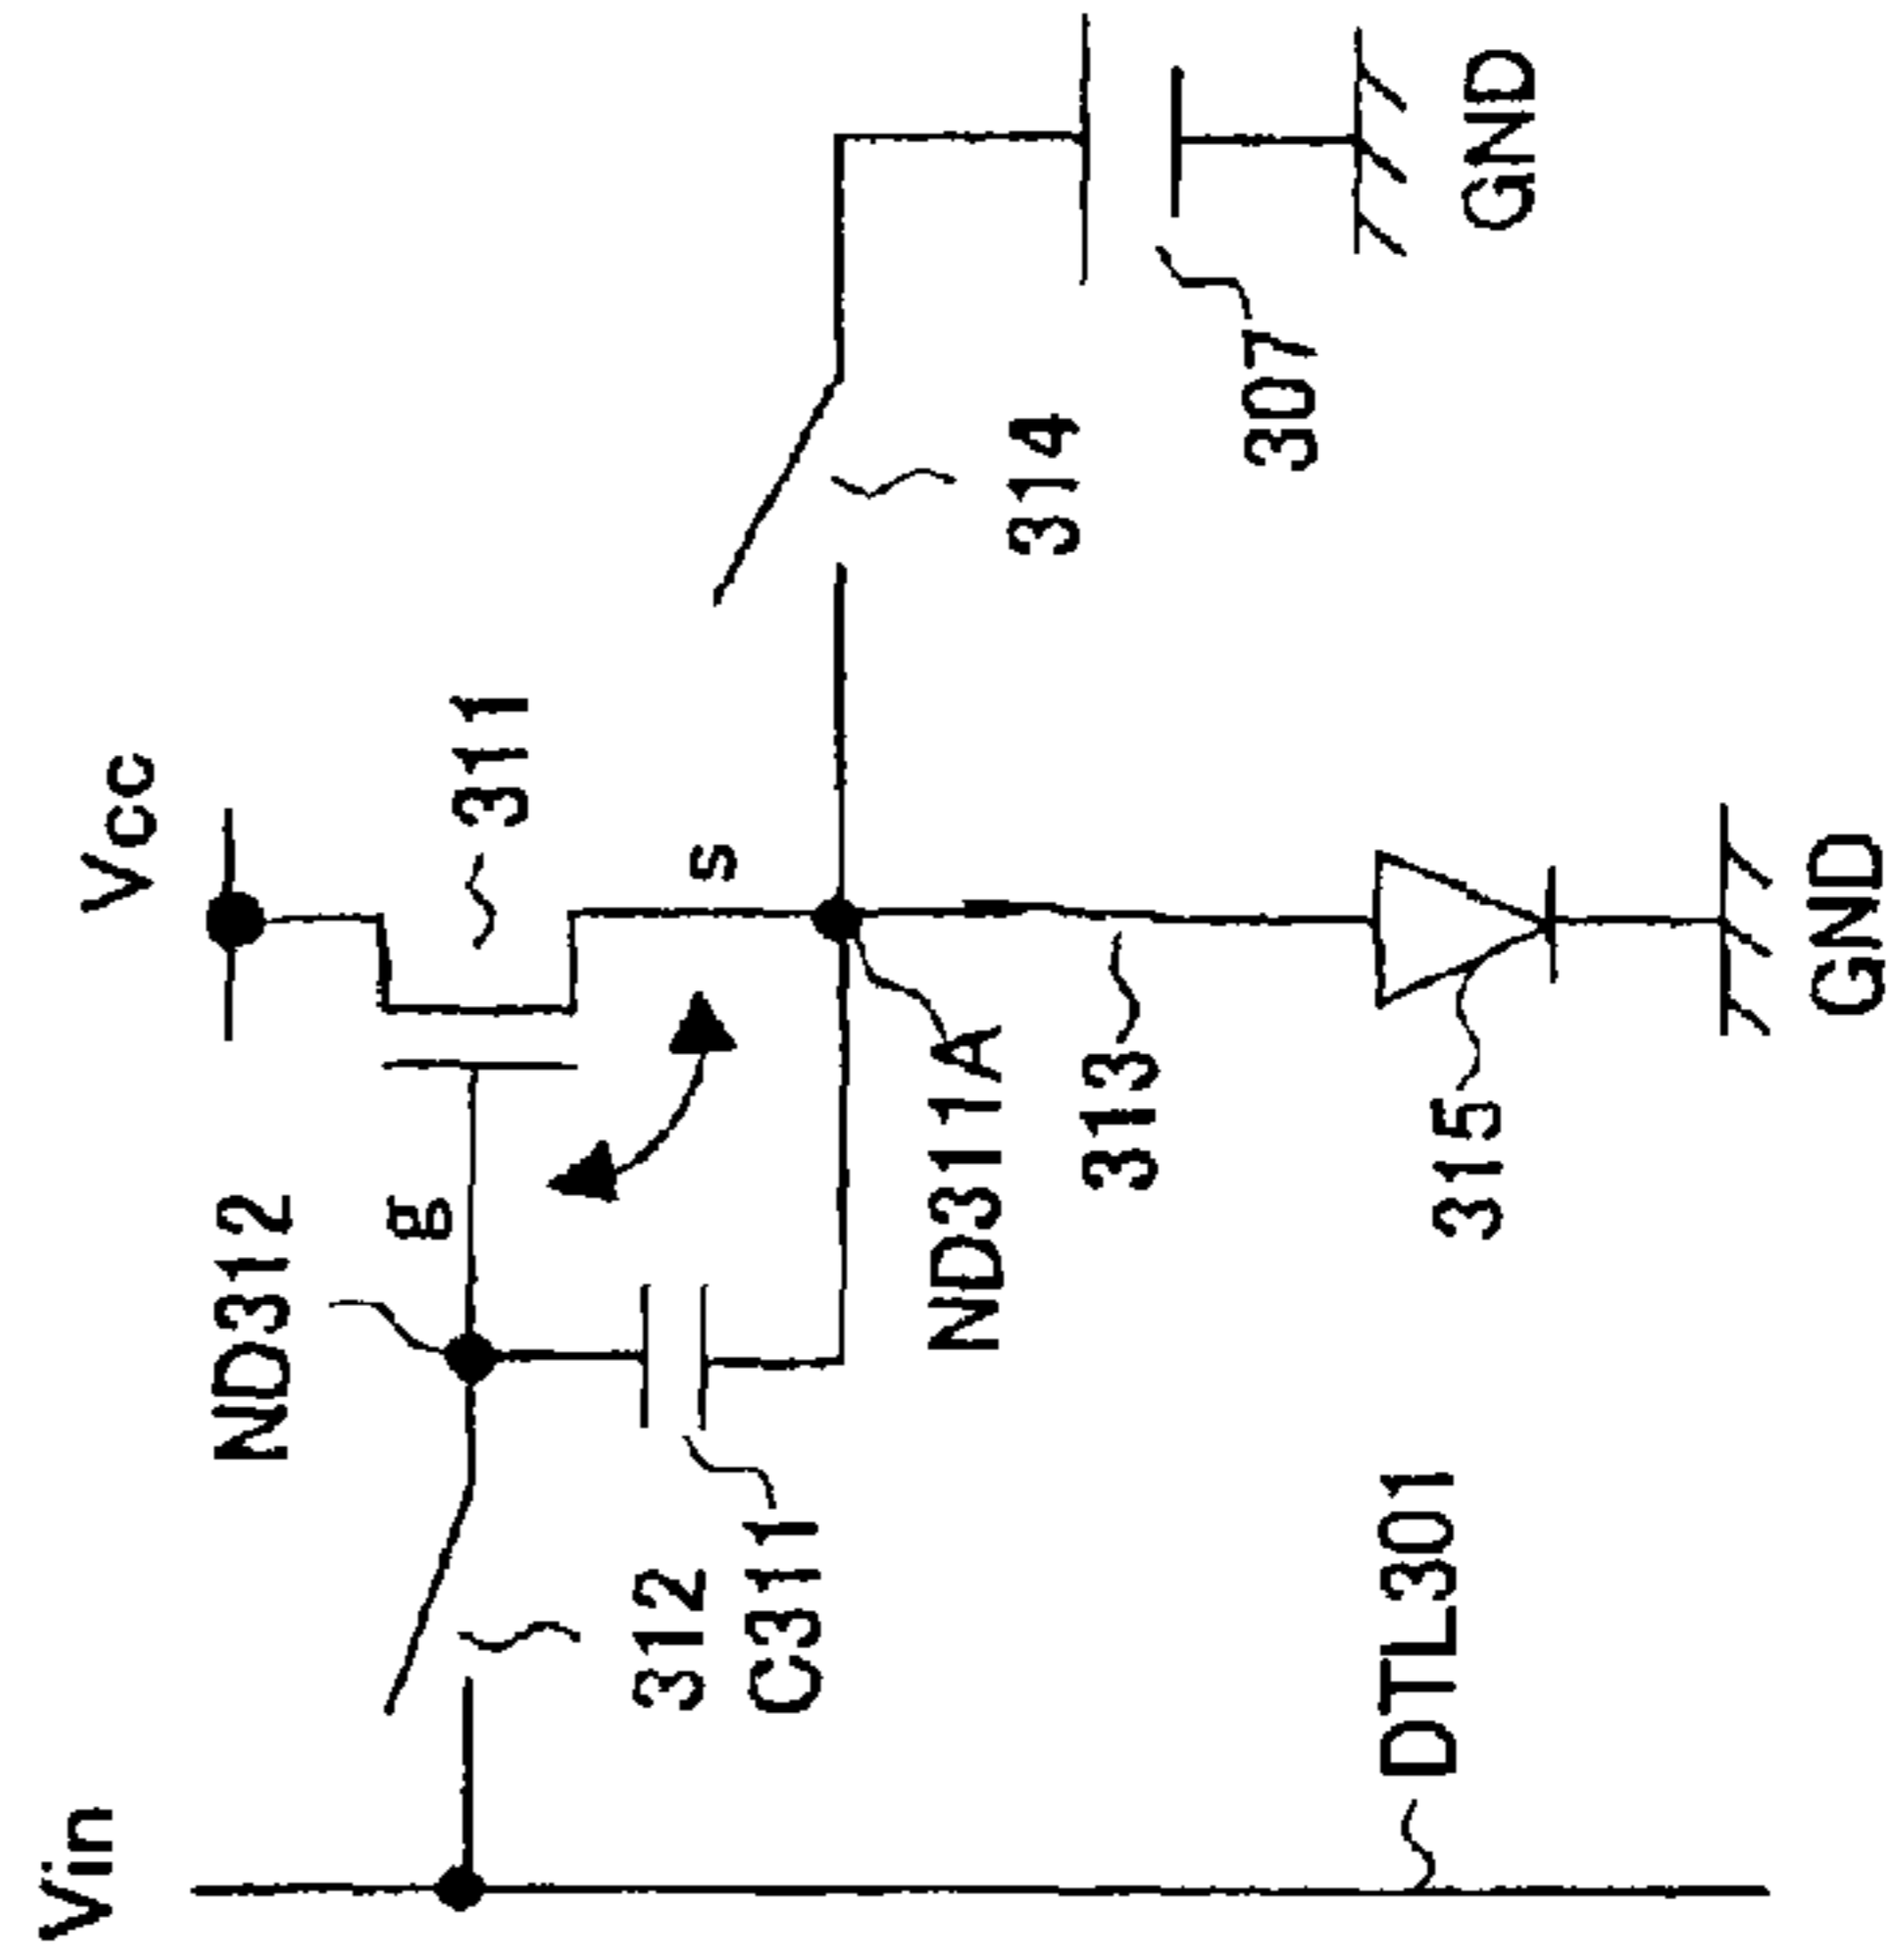 Vin
Vcc
ND312
g
311
s
312
C311
ND311A
314
313
307
DTL301
315
GND
GND